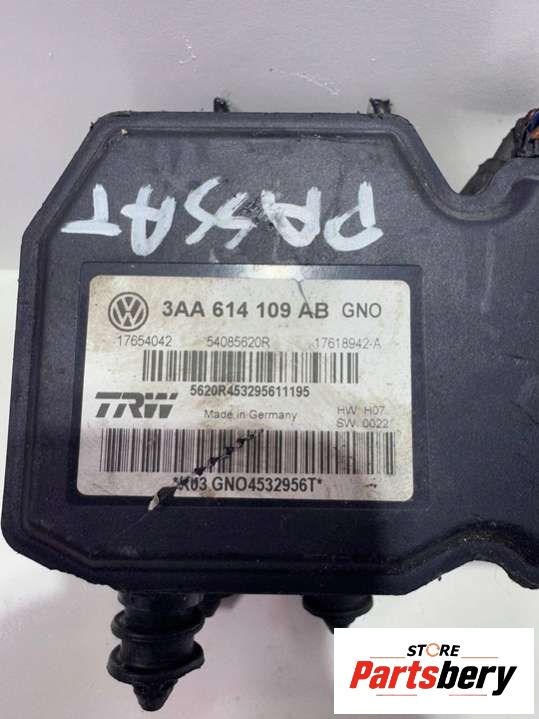 PASSAT
3AA 614 109 AB GNO
17654042 54085620R 17618942-A
5620R453295611195
TRW Made in Germany HW H07
SW 0022
*K03 GNO4532956T*
STORE
Partsbery